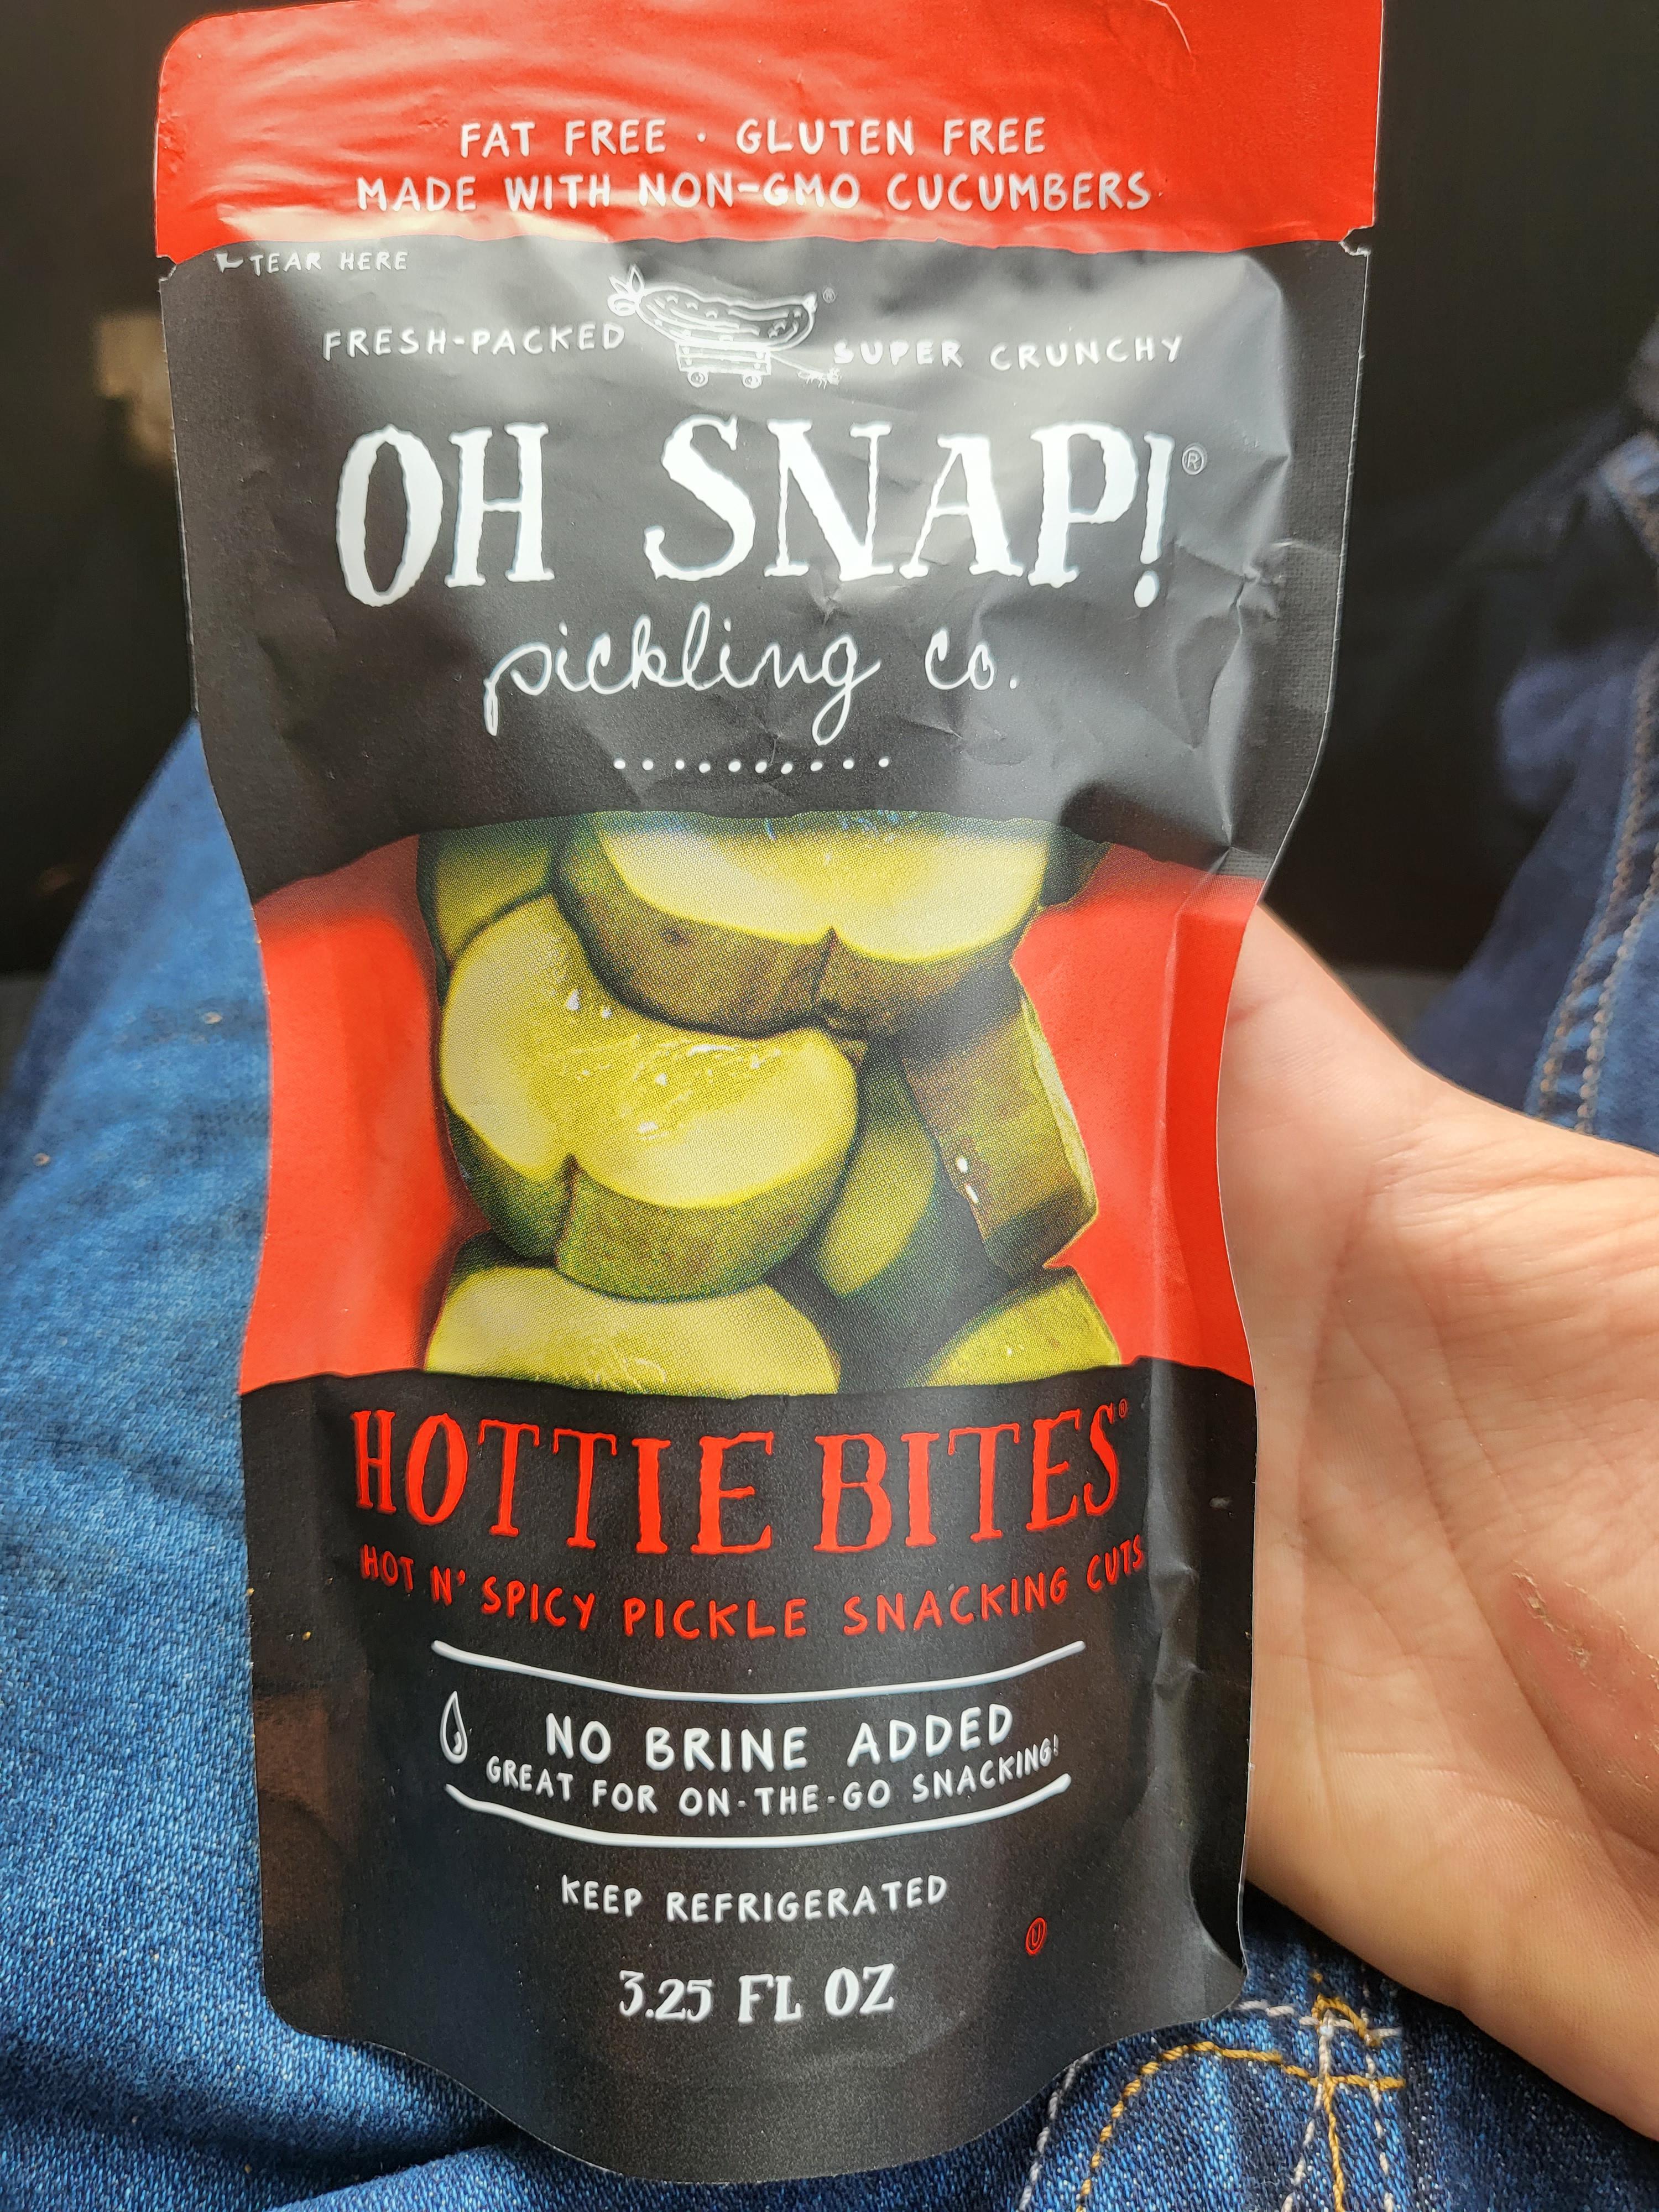 FAT FREE · GLUTEN FREE
MADE WITH NON-GMO CUCUMBERS
TEAR HERE
FRESH-PACKED ® SUPER CRUNCHY
OH SNAP!®
pickling co.
HOTTIE BITES®
HOT N' SPICY PICKLE SNACKING CUTS
NO BRINE ADDED
GREAT FOR ON-THE-GO SNACKING!
KEEP REFRIGERATED
U
3.25 FL OZ